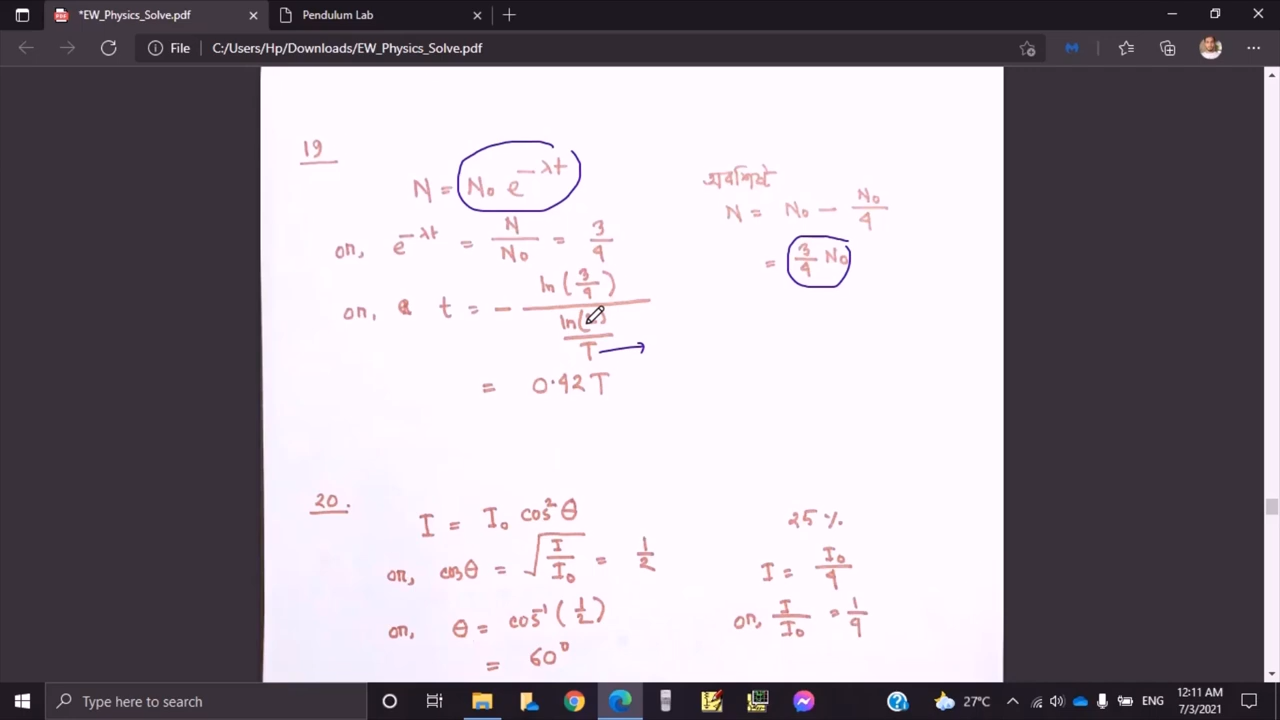 *EW_Physics_Solve.pdf
Pendulum Lab
File
C:/Users/Hp/Downloads/EW_Physics_Solve.pdf
19
N = N₀ e^(-λt)
or, e^(-λt) = N/N₀ = 3/4
or, t = - ln(3/4) / (ln( ) / T)
= 0.42 T
অবশিষ্ট
N = N₀ - N₀/4
= 3/4 N₀
20.
I = I₀ cos²θ
or, cosθ = √(I/I₀) = 1/2
or, θ = cos⁻¹ (1/2)
= 60°
25 %
I = I₀/4
or, I/I₀ = 1/4
Type here to search
27°C
ENG
12:11 AM
7/3/2021